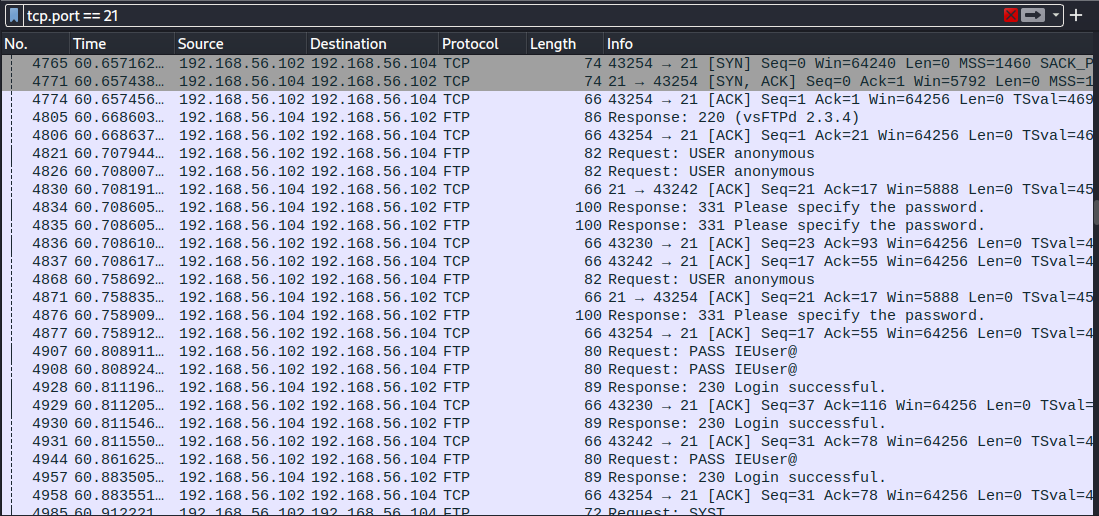 tcp.port == 21
No. Time Source Destination Protocol Length Info
4765 60.657162… 192.168.56.102 192.168.56.104 TCP 74 43254 → 21 [SYN] Seq=0 Win=64240 Len=0 MSS=1460 SACK_P
4771 60.657438… 192.168.56.104 192.168.56.102 TCP 74 21 → 43254 [SYN, ACK] Seq=0 Ack=1 Win=5792 Len=0 MSS=1
4774 60.657456… 192.168.56.102 192.168.56.104 TCP 66 43254 → 21 [ACK] Seq=1 Ack=1 Win=64256 Len=0 TSval=469
4805 60.668603… 192.168.56.104 192.168.56.102 FTP 86 Response: 220 (vsFTPd 2.3.4)
4806 60.668637… 192.168.56.102 192.168.56.104 TCP 66 43254 → 21 [ACK] Seq=1 Ack=21 Win=64256 Len=0 TSval=46
4821 60.707944… 192.168.56.102 192.168.56.104 FTP 82 Request: USER anonymous
4826 60.708007… 192.168.56.102 192.168.56.104 FTP 82 Request: USER anonymous
4830 60.708191… 192.168.56.104 192.168.56.102 TCP 66 21 → 43242 [ACK] Seq=21 Ack=17 Win=5888 Len=0 TSval=45
4834 60.708605… 192.168.56.104 192.168.56.102 FTP 100 Response: 331 Please specify the password.
4835 60.708605… 192.168.56.104 192.168.56.102 FTP 100 Response: 331 Please specify the password.
4836 60.708610… 192.168.56.102 192.168.56.104 TCP 66 43230 → 21 [ACK] Seq=23 Ack=93 Win=64256 Len=0 TSval=4
4837 60.708617… 192.168.56.102 192.168.56.104 TCP 66 43242 → 21 [ACK] Seq=17 Ack=55 Win=64256 Len=0 TSval=4
4868 60.758692… 192.168.56.102 192.168.56.104 FTP 82 Request: USER anonymous
4871 60.758835… 192.168.56.104 192.168.56.102 TCP 66 21 → 43254 [ACK] Seq=21 Ack=17 Win=5888 Len=0 TSval=45
4876 60.758909… 192.168.56.104 192.168.56.102 FTP 100 Response: 331 Please specify the password.
4877 60.758912… 192.168.56.102 192.168.56.104 TCP 66 43254 → 21 [ACK] Seq=17 Ack=55 Win=64256 Len=0 TSval=4
4907 60.808911… 192.168.56.102 192.168.56.104 FTP 80 Request: PASS IEUser@
4908 60.808924… 192.168.56.102 192.168.56.104 FTP 80 Request: PASS IEUser@
4928 60.811196… 192.168.56.104 192.168.56.102 FTP 89 Response: 230 Login successful.
4929 60.811205… 192.168.56.102 192.168.56.104 TCP 66 43230 → 21 [ACK] Seq=37 Ack=116 Win=64256 Len=0 TSval=
4930 60.811546… 192.168.56.104 192.168.56.102 FTP 89 Response: 230 Login successful.
4931 60.811550… 192.168.56.102 192.168.56.104 TCP 66 43242 → 21 [ACK] Seq=31 Ack=78 Win=64256 Len=0 TSval=4
4944 60.861625… 192.168.56.102 192.168.56.104 FTP 80 Request: PASS IEUser@
4957 60.883505… 192.168.56.104 192.168.56.102 FTP 89 Response: 230 Login successful.
4958 60.883551… 192.168.56.102 192.168.56.104 TCP 66 43254 → 21 [ACK] Seq=31 Ack=78 Win=64256 Len=0 TSval=4
4985 60.912221… 192.168.56.102 192.168.56.104 FTP 72 Request: SYST